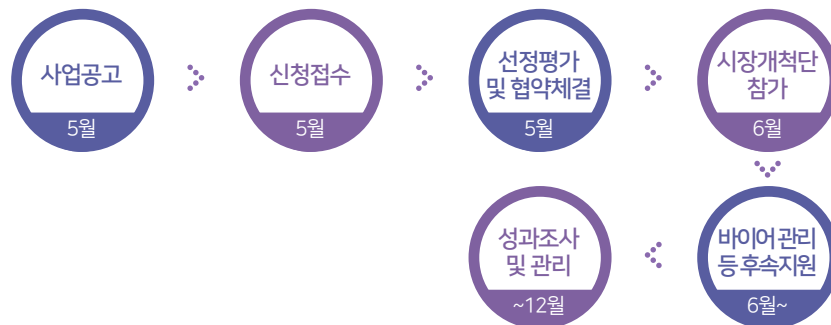 사업공고
5월
신청접수
5월
선정평가
및 협약체결
5월
시장개척단
참가
6월
바이어 관리
등 후속지원
6월~
성과조사
및 관리
~12월